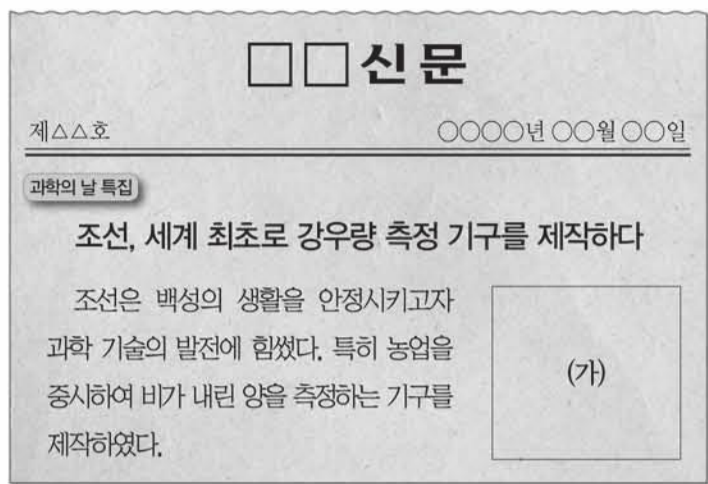 □□신문
제△△호 ○○○○년 ○○월 ○○일
과학의 날 특집
조선, 세계 최초로 강우량 측정 기구를 제작하다
조선은 백성의 생활을 안정시키고자
과학 기술의 발전에 힘썼다. 특히 농업을
중시하여 비가 내린 양을 측정하는 기구를
제작하였다.
(가)